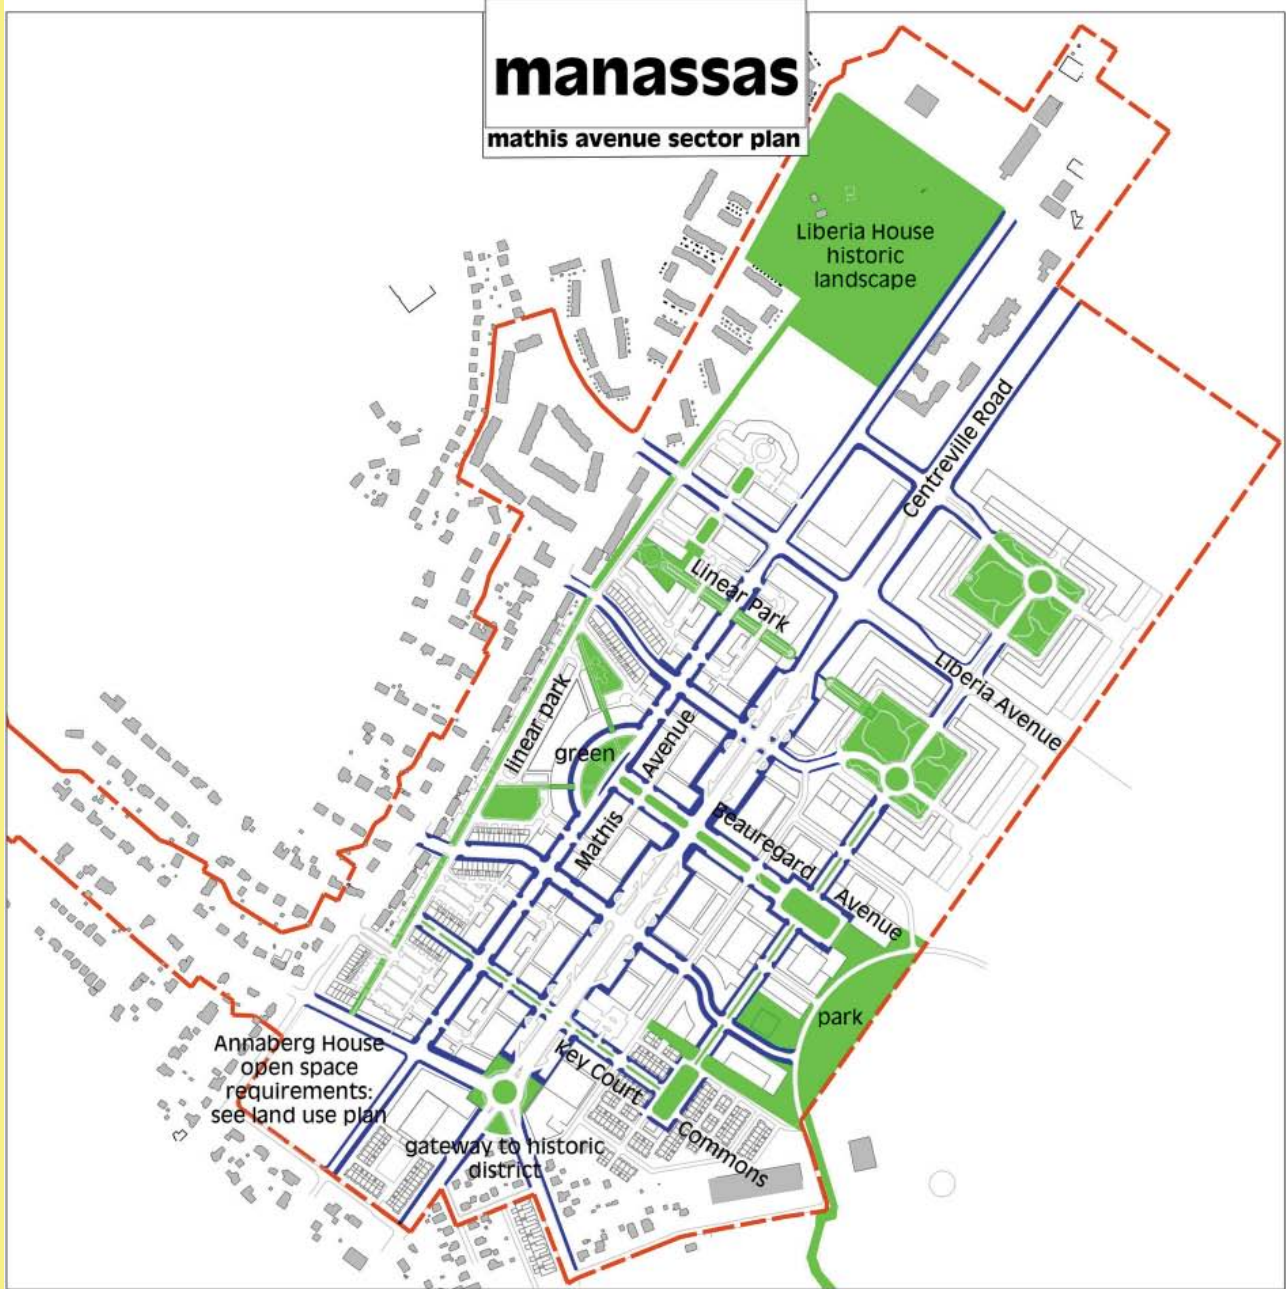 manassas
mathis avenue sector plan
Liberia House
historic
landscape
Centreville Road
Linear Park
Liberia Avenue
linear park
green
Mathis
Avenue
Beauregard
Avenue
park
Annaberg House
open space
requirements:
see land use plan
Key Court
Commons
gateway to historic
district